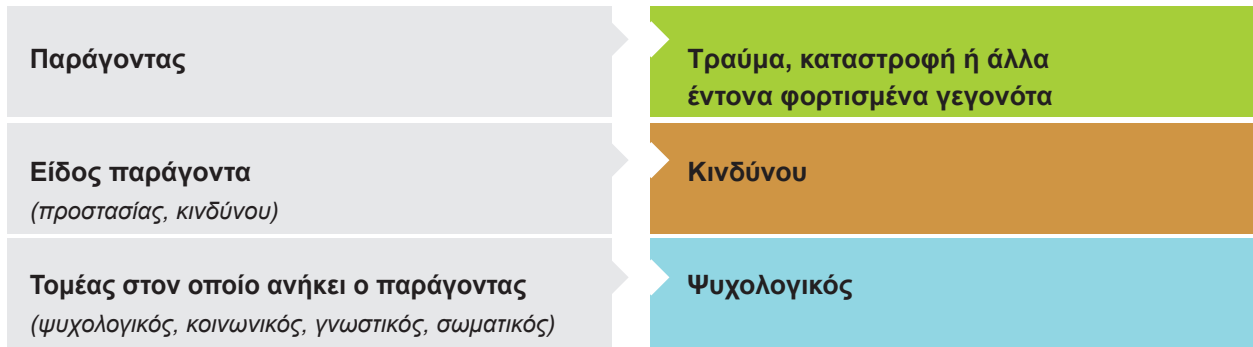 Παράγοντας
Τραύμα, καταστροφή ή άλλα
έντονα φορτισμένα γεγονότα
Είδος παράγοντα
(προστασίας, κινδύνου)
Κινδύνου
Τομέας στον οποίο ανήκει ο παράγοντας
(ψυχολογικός, κοινωνικός, γνωστικός, σωματικός)
Ψυχολογικός